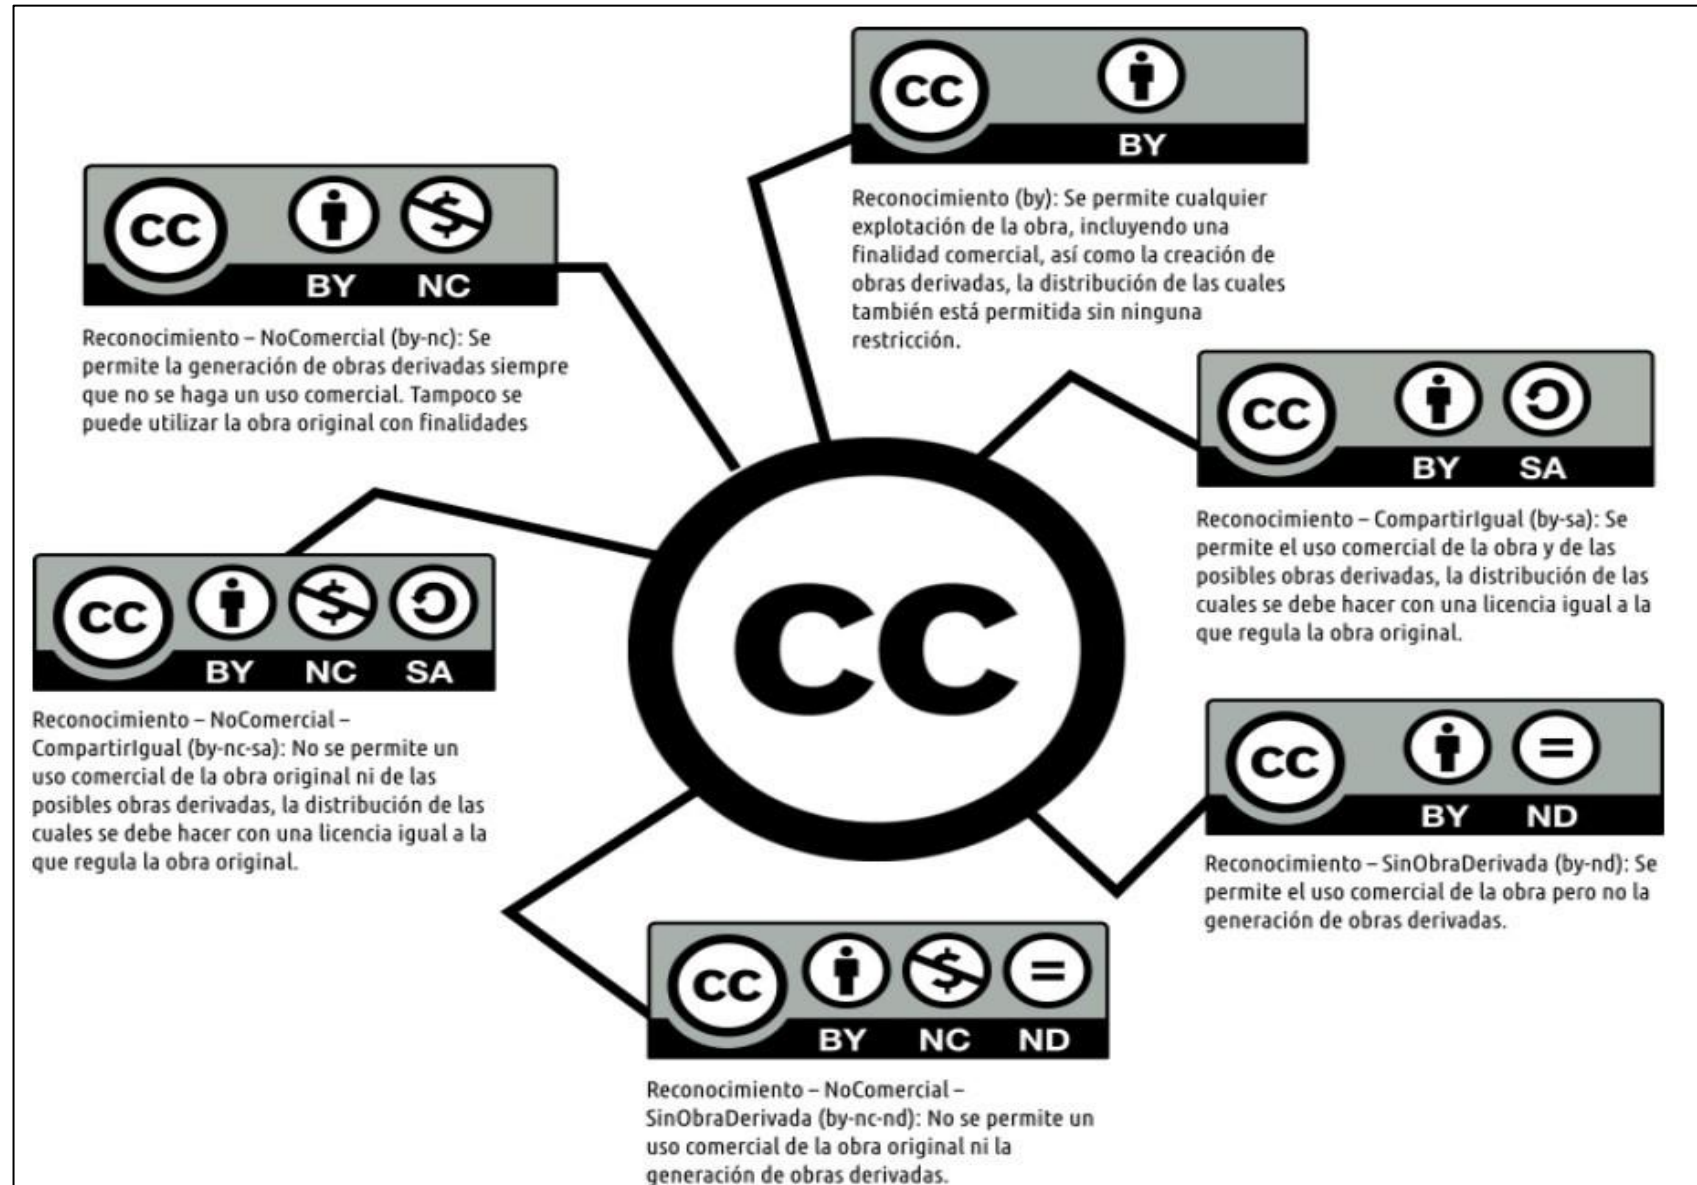 CC
BY
Reconocimiento (by): Se permite cualquier
explotación de la obra, incluyendo una
finalidad comercial, así como la creación de
obras derivadas, la distribución de las cuales
también está permitida sin ninguna
restricción.
CC
BY NC
Reconocimiento – NoComercial (by-nc): Se
permite la generación de obras derivadas siempre
que no se haga un uso comercial. Tampoco se
puede utilizar la obra original con finalidades
CC
BY SA
Reconocimiento – CompartirIgual (by-sa): Se
permite el uso comercial de la obra y de las
posibles obras derivadas, la distribución de las
cuales se debe hacer con una licencia igual a la
que regula la obra original.
CC
BY NC SA
Reconocimiento – NoComercial –
CompartirIgual (by-nc-sa): No se permite un
uso comercial de la obra original ni de las
posibles obras derivadas, la distribución de las
cuales se debe hacer con una licencia igual a la
que regula la obra original.
CC
CC
BY ND
Reconocimiento – SinObraDerivada (by-nd): Se
permite el uso comercial de la obra pero no la
generación de obras derivadas.
CC
BY NC ND
Reconocimiento – NoComercial –
SinObraDerivada (by-nc-nd): No se permite un
uso comercial de la obra original ni la
generación de obras derivadas.